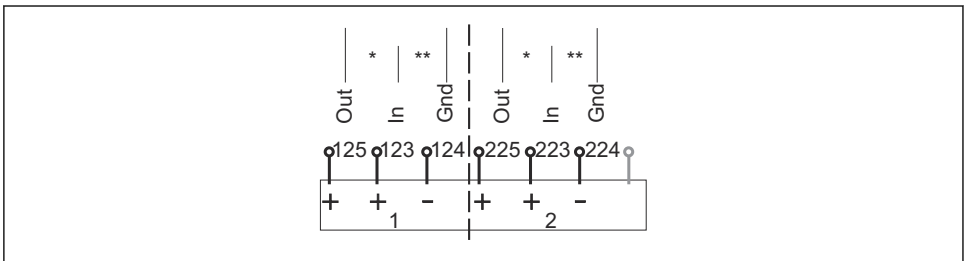 * ** * **
Out In Gnd Out In Gnd
125 123 124 225 223 224
+ + - + + -
1 2